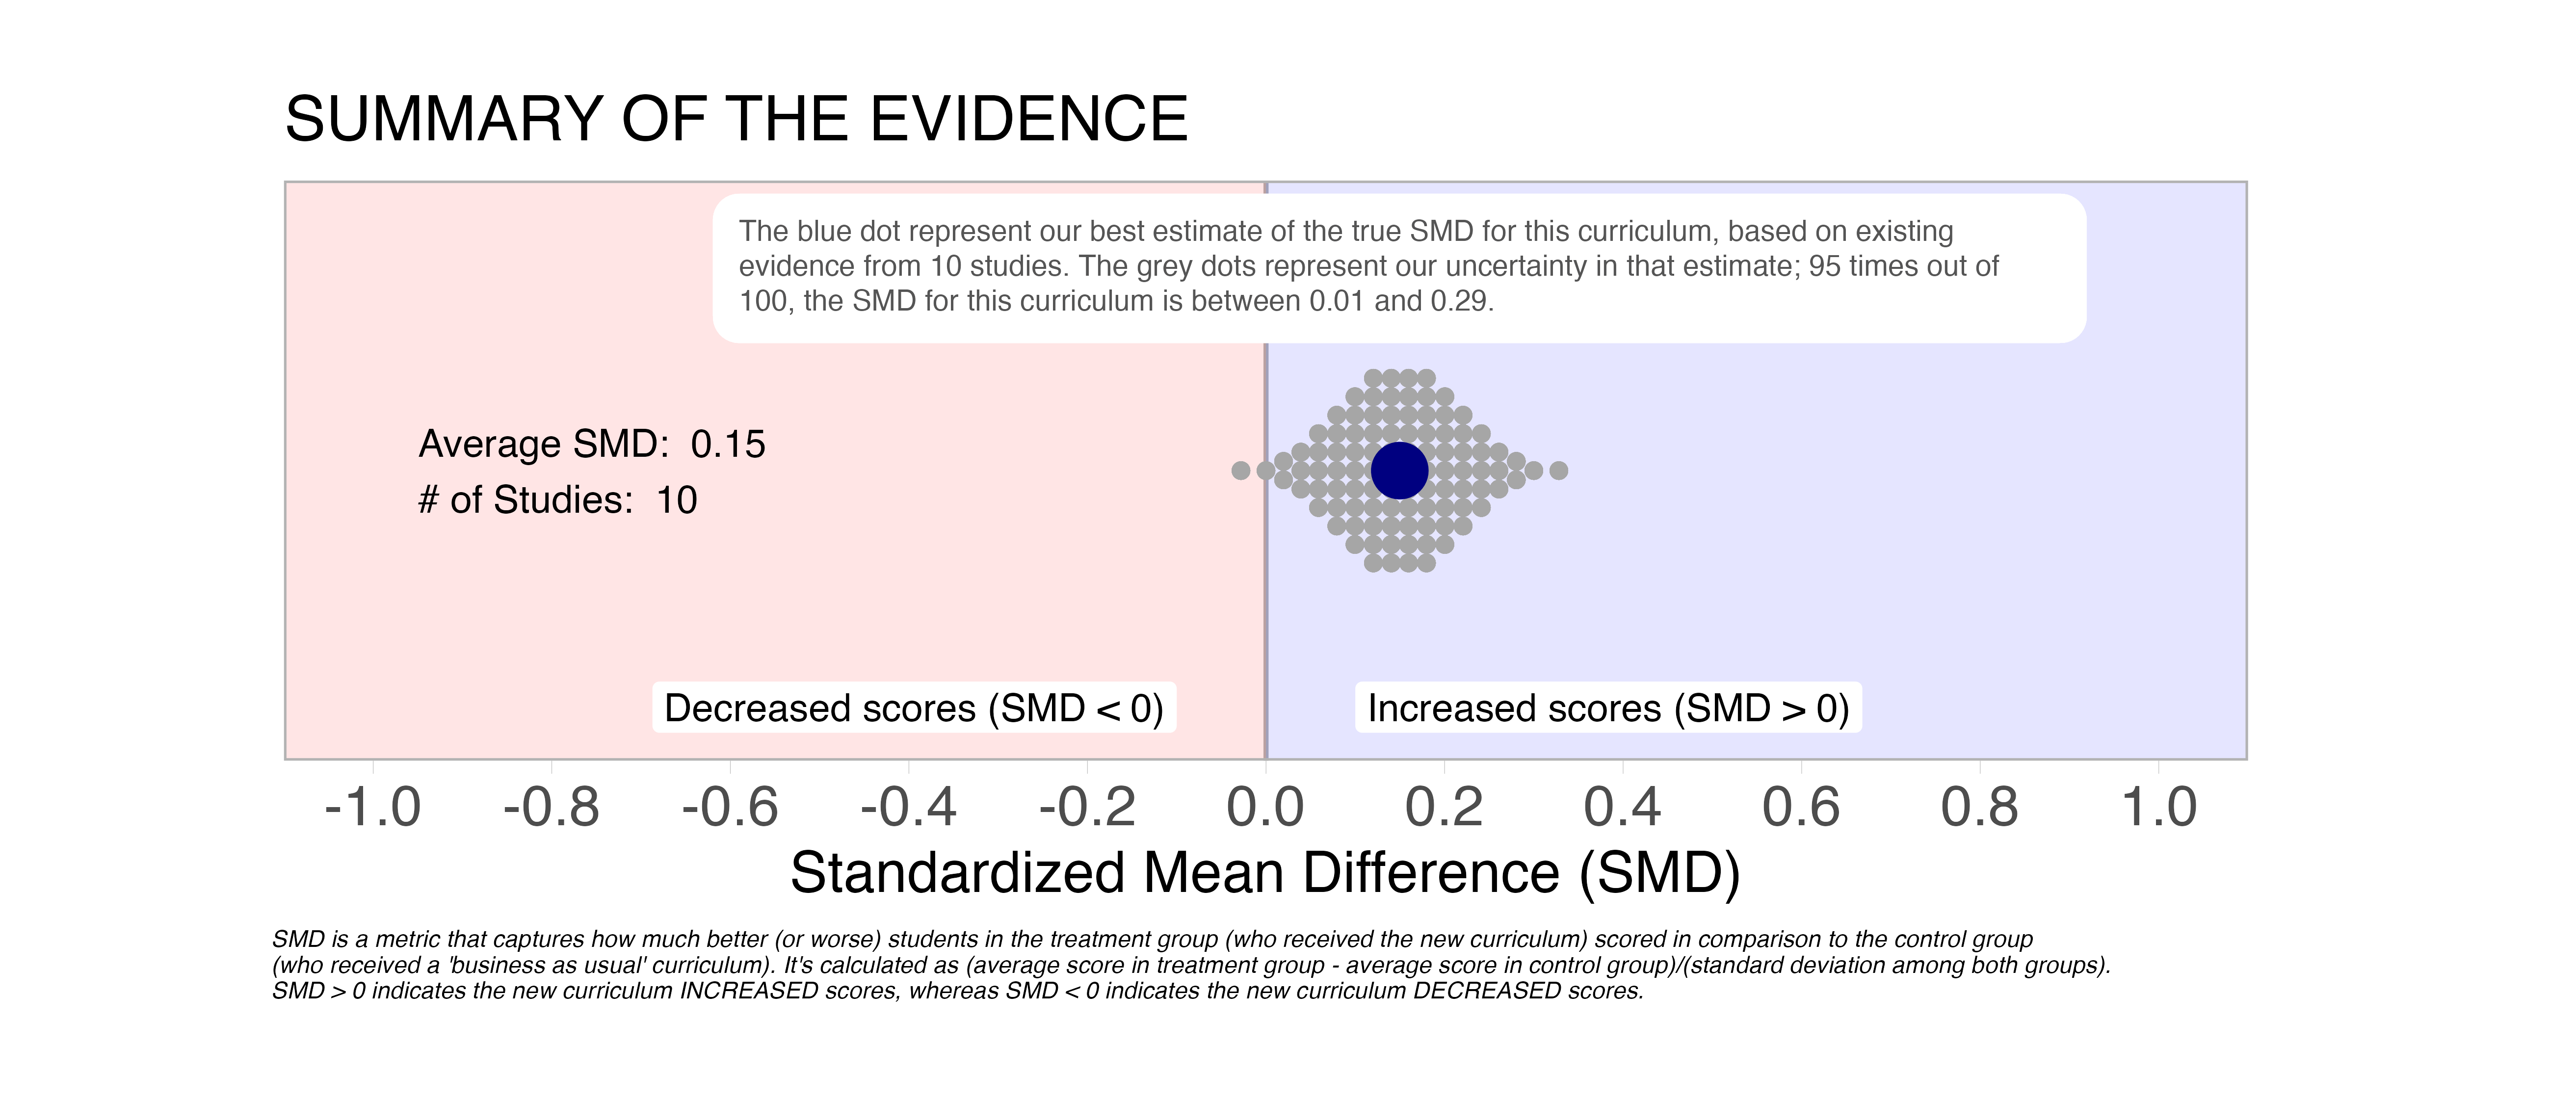 SUMMARY OF THE EVIDENCE
The blue dot represent our best estimate of the true SMD for this curriculum, based on existing
evidence from 10 studies. The grey dots represent our uncertainty in that estimate; 95 times out of
100, the SMD for this curriculum is between 0.01 and 0.29.
Average SMD: 0.15
# of Studies: 10
Decreased scores (SMD < 0)
Increased scores (SMD > 0)
-1.0 -0.8 -0.6 -0.4 -0.2 0.0 0.2 0.4 0.6 0.8 1.0
Standardized Mean Difference (SMD)
SMD is a metric that captures how much better (or worse) students in the treatment group (who received the new curriculum) scored in comparison to the control group
(who received a 'business as usual' curriculum). It's calculated as (average score in treatment group - average score in control group)/(standard deviation among both groups).
SMD > 0 indicates the new curriculum INCREASED scores, whereas SMD < 0 indicates the new curriculum DECREASED scores.